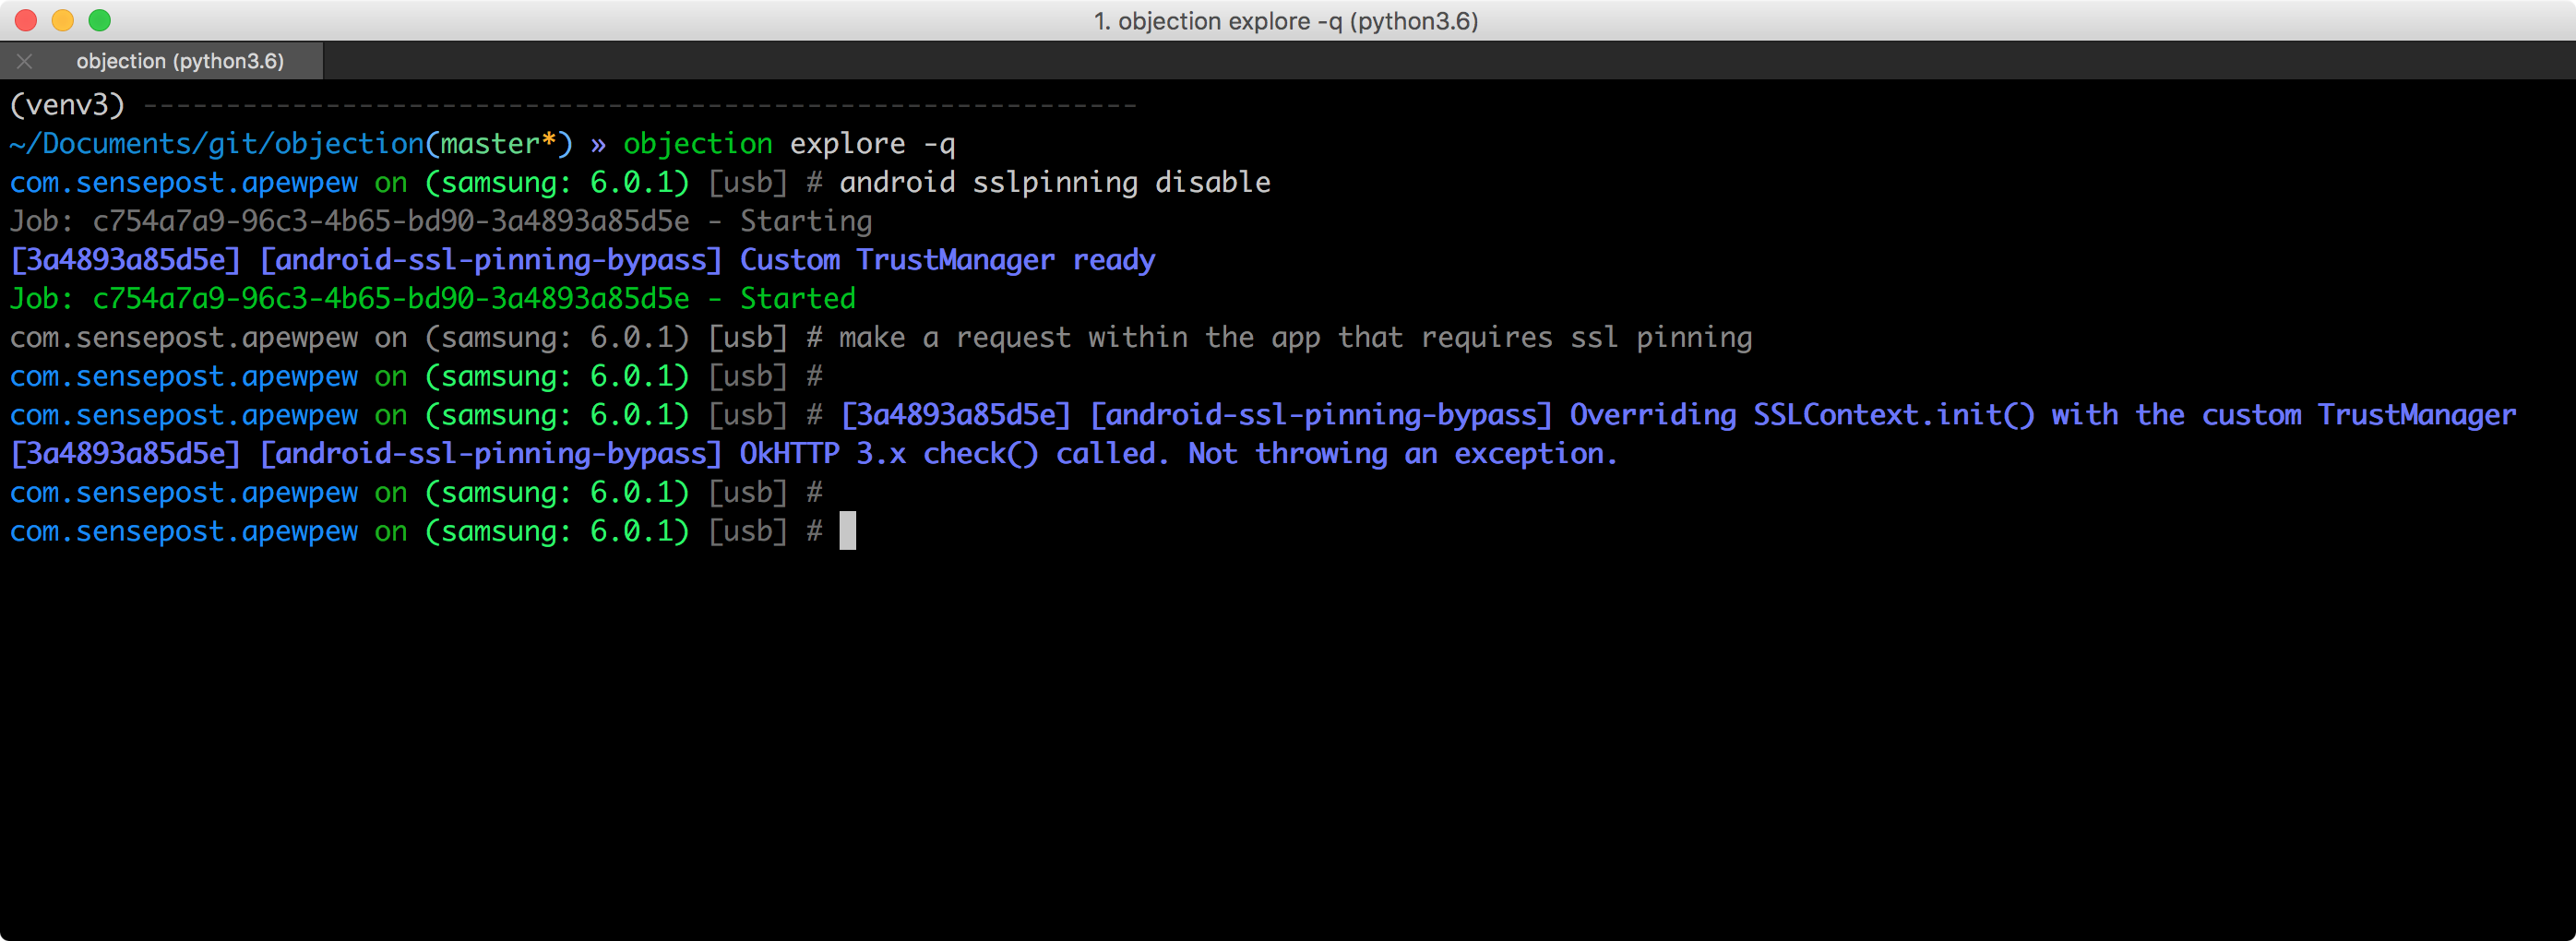 1. objection explore -q (python3.6)
objection (python3.6)
(venv3) ------------------------------------------------------------
~/Documents/git/objection(master*) » objection explore -q
com.sensepost.apewpew on (samsung: 6.0.1) [usb] # android sslpinning disable
Job: c754a7a9-96c3-4b65-bd90-3a4893a85d5e - Starting
[3a4893a85d5e] [android-ssl-pinning-bypass] Custom TrustManager ready
Job: c754a7a9-96c3-4b65-bd90-3a4893a85d5e - Started
com.sensepost.apewpew on (samsung: 6.0.1) [usb] # make a request within the app that requires ssl pinning
com.sensepost.apewpew on (samsung: 6.0.1) [usb] #
com.sensepost.apewpew on (samsung: 6.0.1) [usb] # [3a4893a85d5e] [android-ssl-pinning-bypass] Overriding SSLContext.init() with the custom TrustManager
[3a4893a85d5e] [android-ssl-pinning-bypass] OkHTTP 3.x check() called. Not throwing an exception.
com.sensepost.apewpew on (samsung: 6.0.1) [usb] #
com.sensepost.apewpew on (samsung: 6.0.1) [usb] #